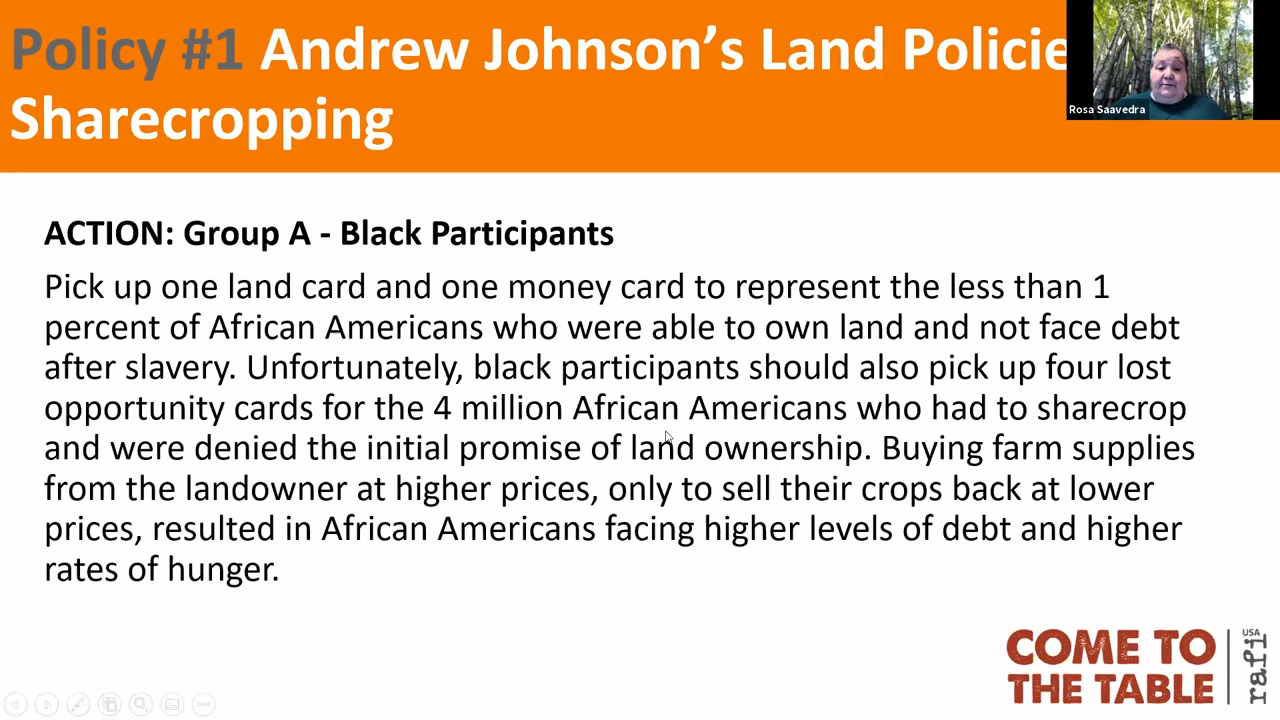 Policy #1 Andrew Johnson’s Land Policie
Sharecropping
Rosa Saavedra
ACTION: Group A - Black Participants
Pick up one land card and one money card to represent the less than 1
percent of African Americans who were able to own land and not face debt
after slavery. Unfortunately, black participants should also pick up four lost
opportunity cards for the 4 million African Americans who had to sharecrop
and were denied the initial promise of land ownership. Buying farm supplies
from the landowner at higher prices, only to sell their crops back at lower
prices, resulted in African Americans facing higher levels of debt and higher
rates of hunger.
COME TO
THE TABLE
rafi
USA